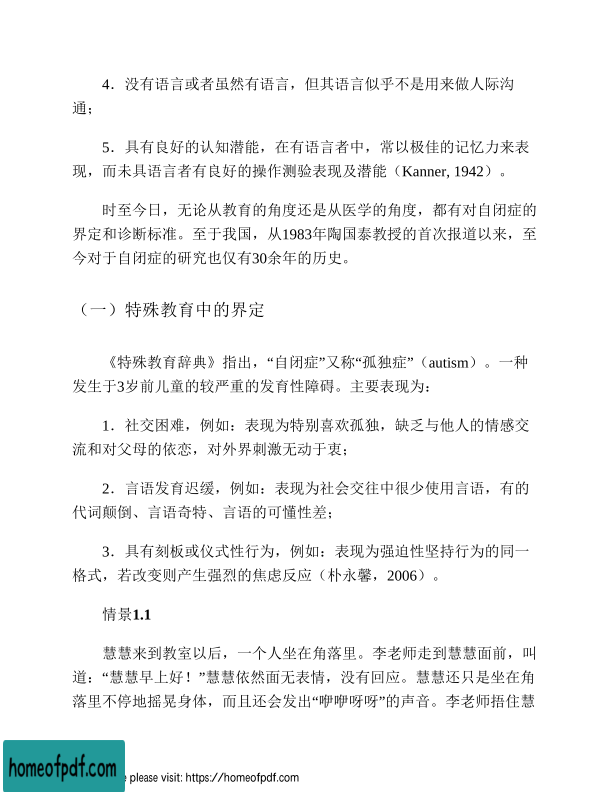 4．没有语言或者虽然有语言，但其语言似乎不是用来做人际沟
通；
5．具有良好的认知潜能，在有语言者中，常以极佳的记忆力来表
现，而未具语言者有良好的操作测验表现及潜能（Kanner, 1942）。
时至今日，无论从教育的角度还是从医学的角度，都有对自闭症的
界定和诊断标准。至于我国，从1983年陶国泰教授的首次报道以来，至
今对于自闭症的研究也仅有30余年的历史。
（一）特殊教育中的界定
《特殊教育辞典》指出，“自闭症”又称“孤独症”（autism）。一种
发生于3岁前儿童的较严重的发育性障碍。主要表现为：
1．社交困难，例如：表现为特别喜欢孤独，缺乏与他人的情感交
流和对父母的依恋，对外界刺激无动于衷；
2．言语发育迟缓，例如：表现为社会交往中很少使用言语，有的
代词颠倒、言语奇特、言语的可懂性差；
3．具有刻板或仪式性行为，例如：表现为强迫性坚持行为的同一
格式，若改变则产生强烈的焦虑反应（朴永馨，2006）。
情景1.1
慧慧来到教室以后，一个人坐在角落里。李老师走到慧慧面前，叫
道：“慧慧早上好！”慧慧依然面无表情，没有回应。慧慧还只是坐在角
落里不停地摇晃身体，而且还会发出“咿咿呀呀”的声音。李老师捂住慧
homeofpdf.com
please visit: https://homeofpdf.com